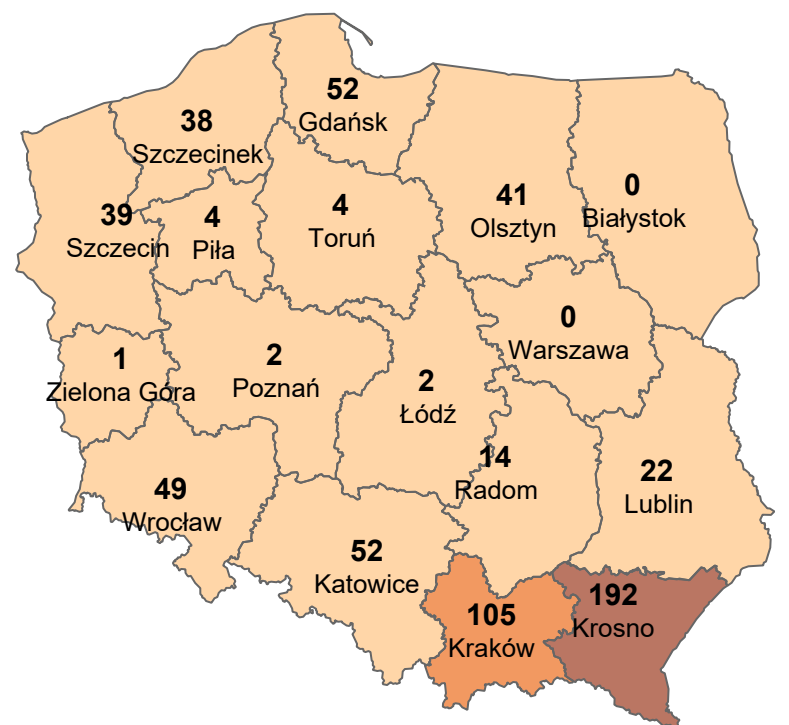 52
Gdańsk
38
Szczecinek
0
Białystok
41
Olsztyn
4
Toruń
39
Szczecin
4
Piła
0
Warszawa
1
Zielona Góra
2
Poznań
2
Łódź
14
Radom
22
Lublin
49
Wrocław
52
Katowice
105
Kraków
192
Krosno